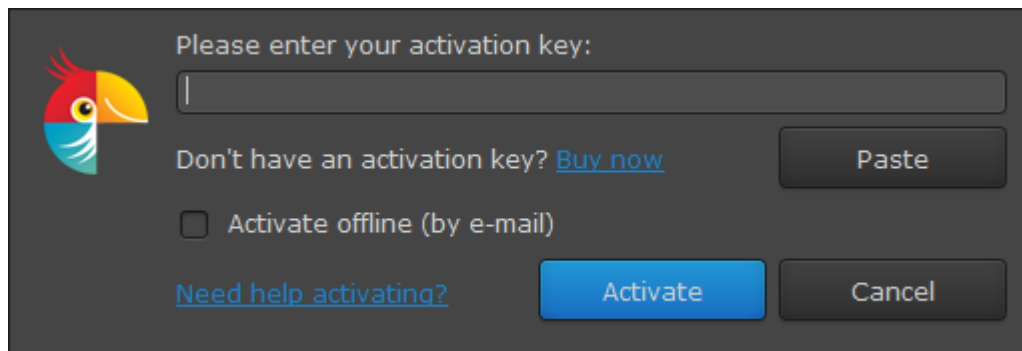 Please enter your activation key:
Don't have an activation key? Buy now
Paste
Activate offline (by e-mail)
Need help activating?
Activate
Cancel